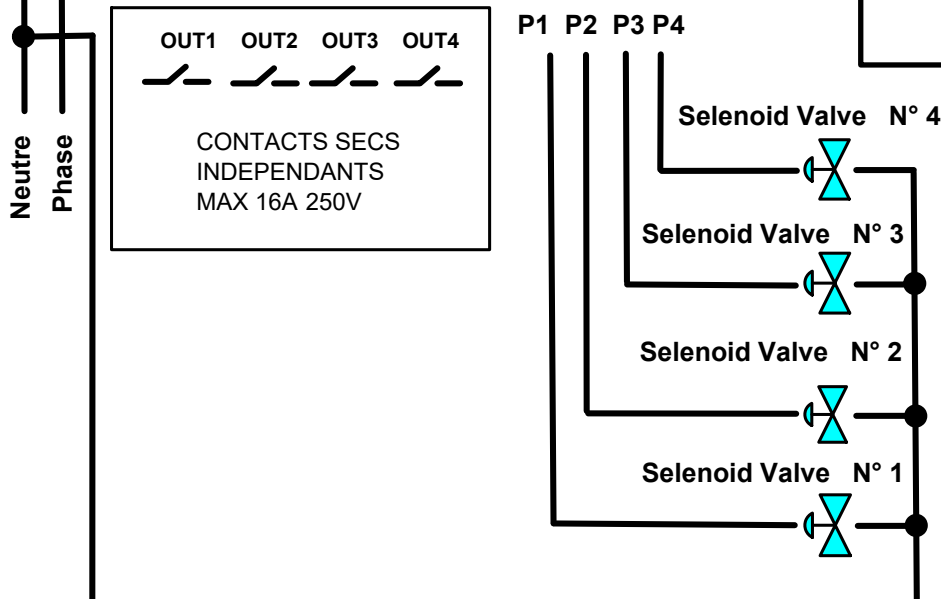 OUT1 OUT2 OUT3 OUT4
CONTACTS SECS
INDEPENDANTS
MAX 16A 250V
Neutre
Phase
P1 P2 P3 P4
Selenoid Valve N° 4
Selenoid Valve N° 3
Selenoid Valve N° 2
Selenoid Valve N° 1